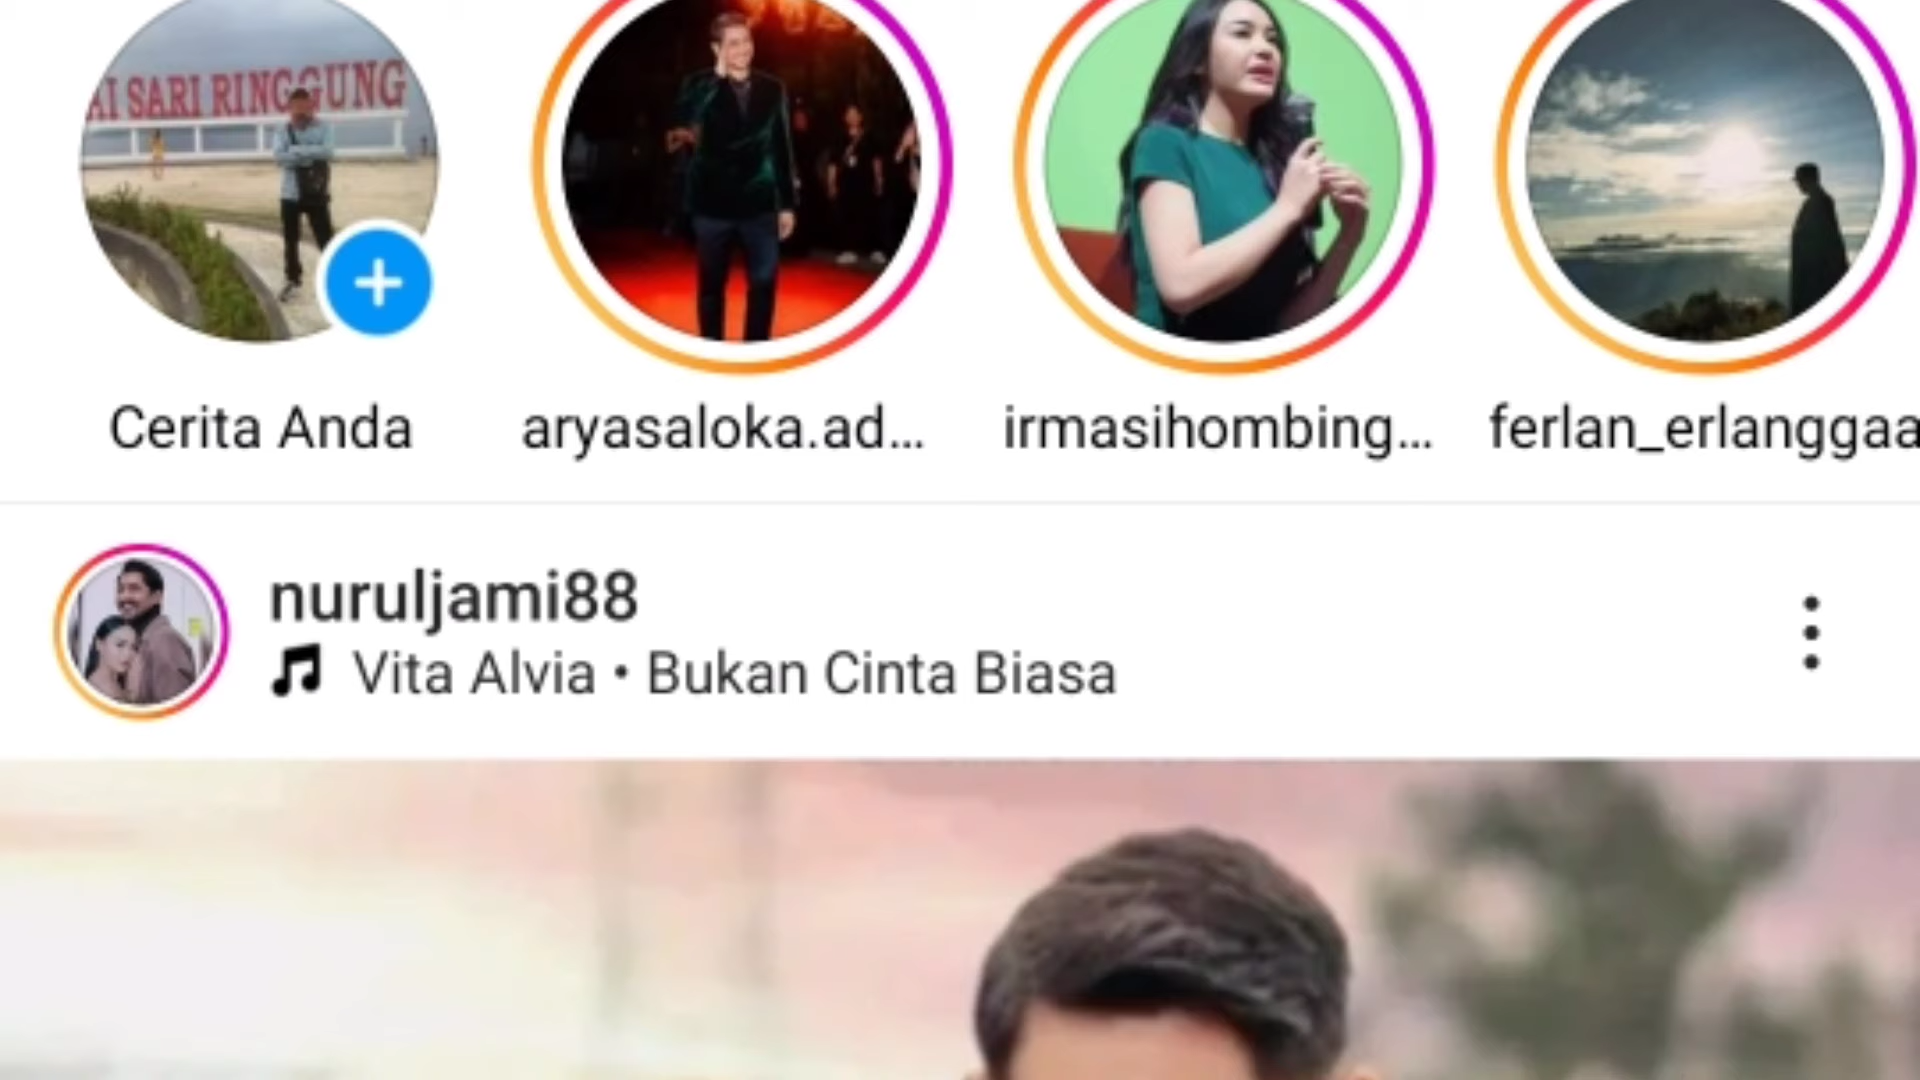 AI SARI RINGGUNG
Cerita Anda
aryasaloka.ad...
irmasihombing...
ferlan_erlanggaa
nuruljami88
Vita Alvia • Bukan Cinta Biasa